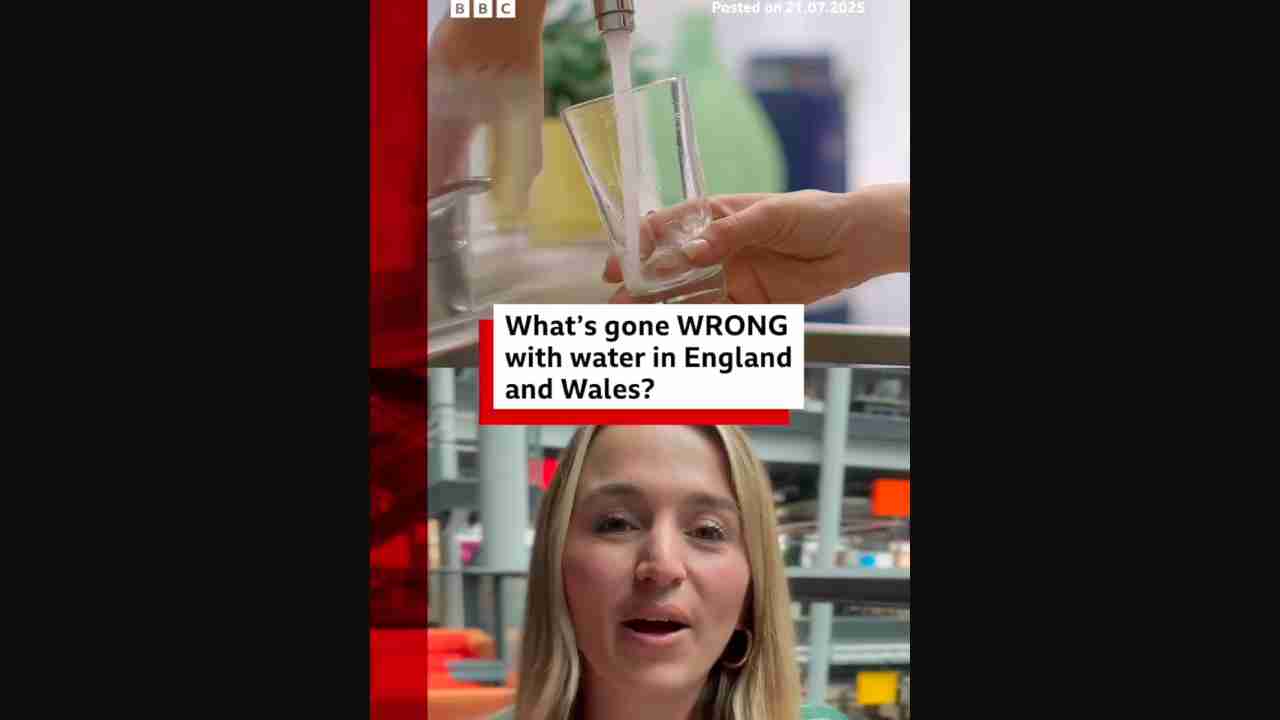 BBC
Posted on 21.07.2025
What's gone WRONG
with water in England
and Wales?